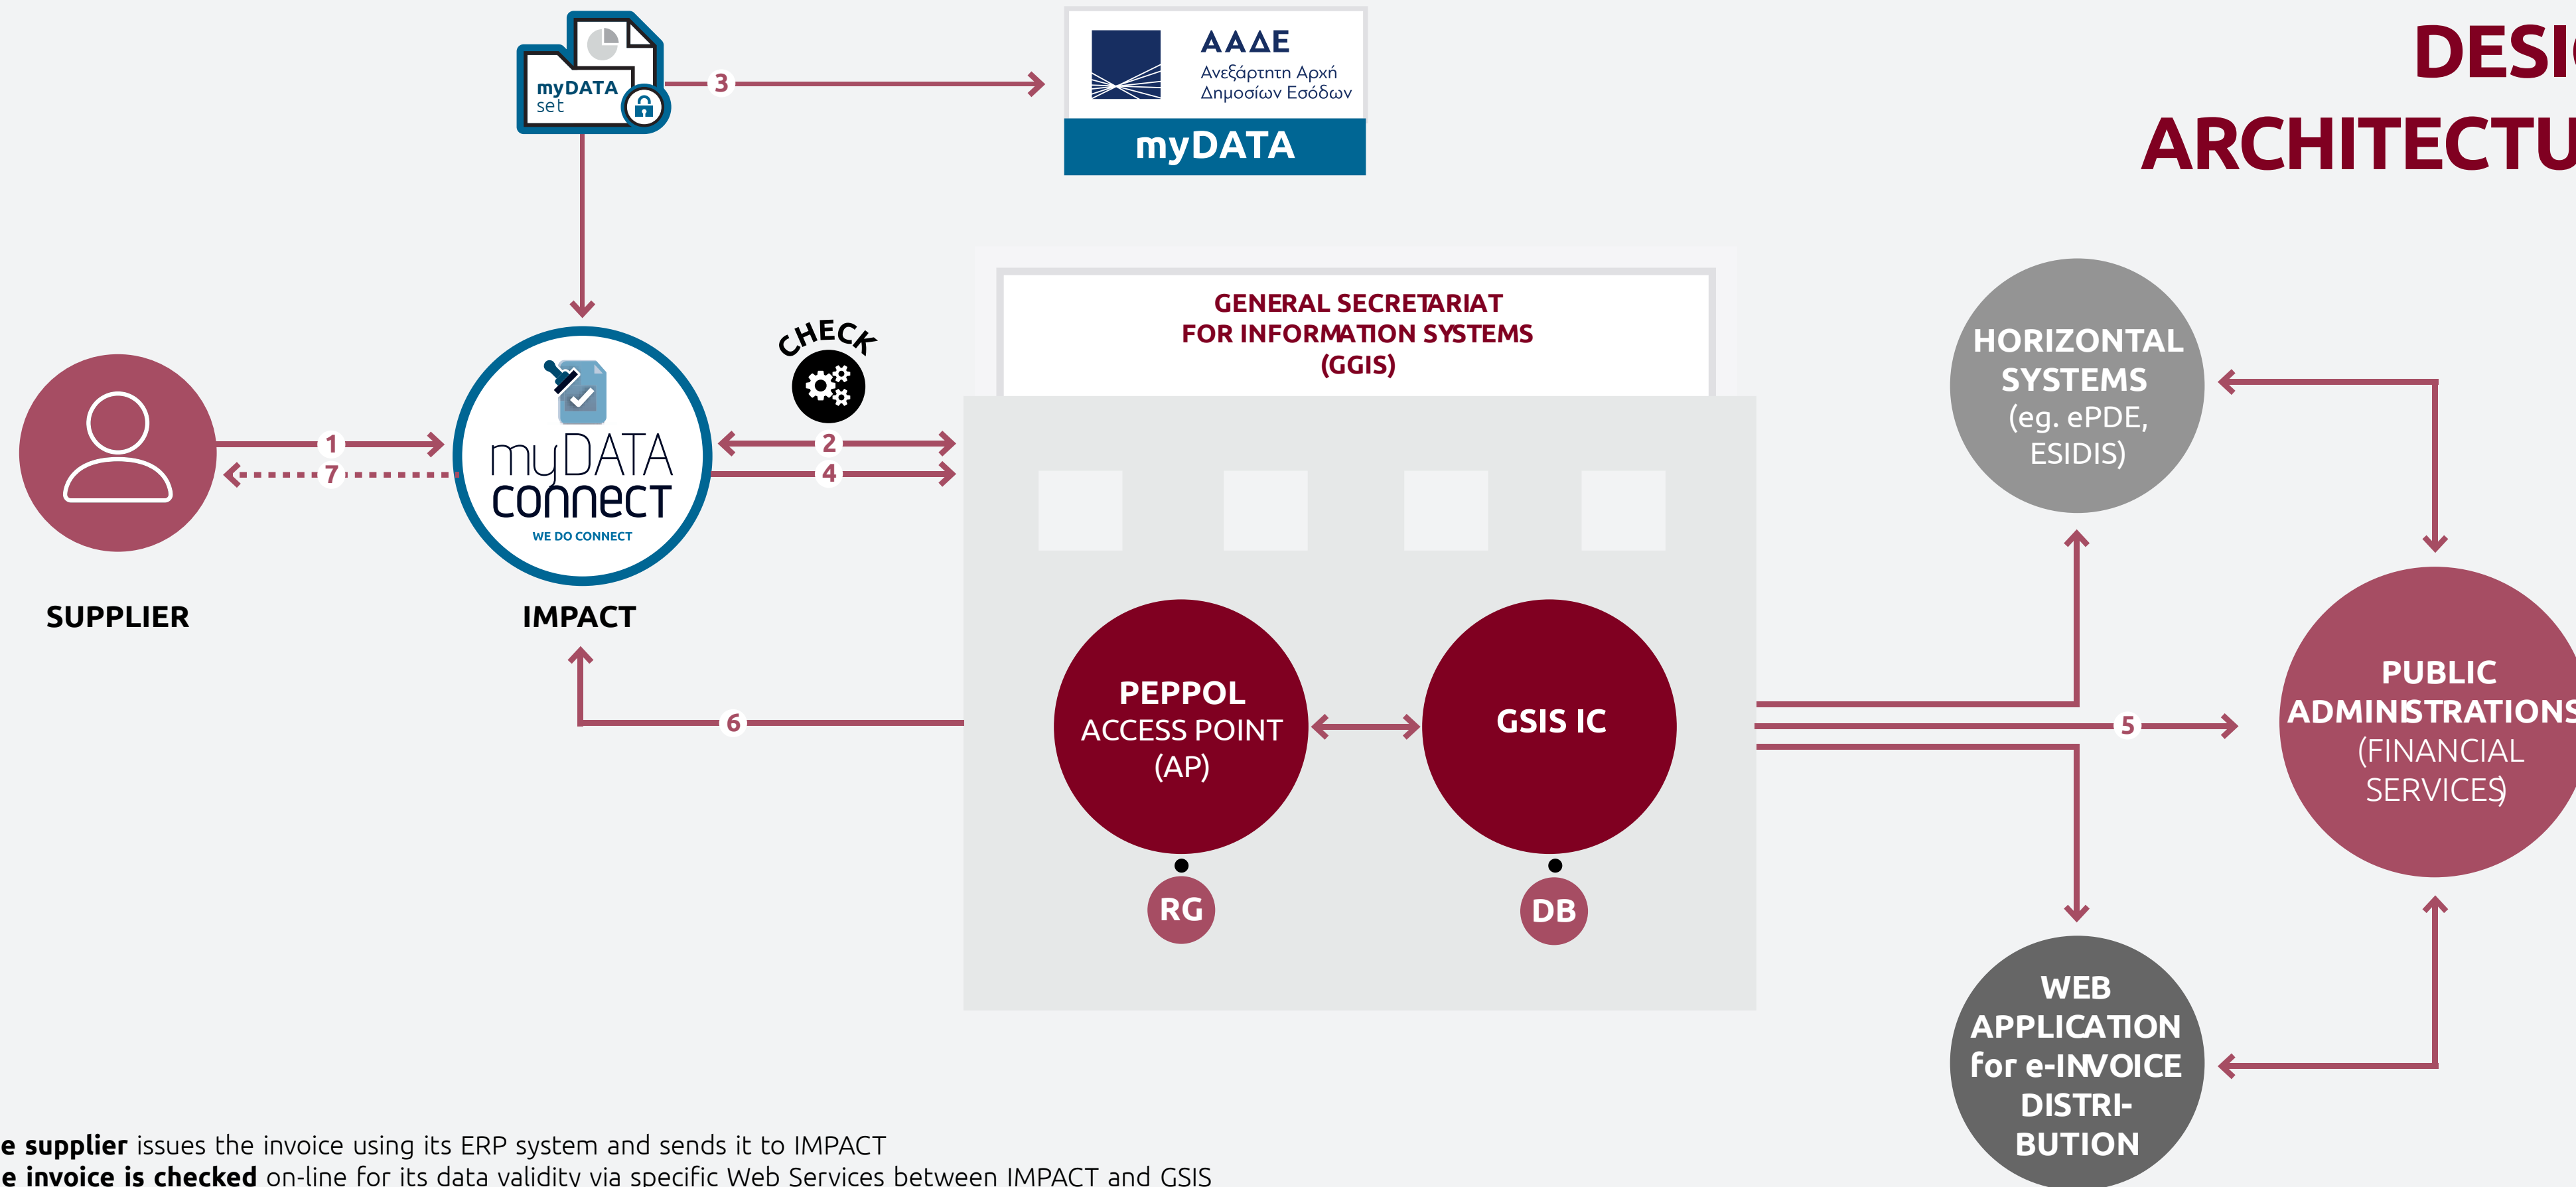 DESI
ARCHITECTU
myDATA
set
3
ΑΑΔΕ
Ανεξάρτητη Αρχή
Δημοσίων Εσόδων
myDATA
GENERAL SECRETARIAT
FOR INFORMATION SYSTEMS
(GGIS)
CHECK
1
7
2
4
myDATA
connect
WE DO CONNECT
SUPPLIER
IMPACT
6
PEPPOL
ACCESS POINT
(AP)
GSIS IC
RG
DB
HORIZONTAL
SYSTEMS
(eg. ePDE,
ESIDIS)
5
PUBLIC
ADMINISTRATIONS
(FINANCIAL
SERVICES)
WEB
APPLICATION
for e-INVOICE
DISTRI-
BUTION
e supplier issues the invoice using its ERP system and sends it to IMPACT
e invoice is checked on-line for its data validity via specific Web Services between IMPACT and GSIS